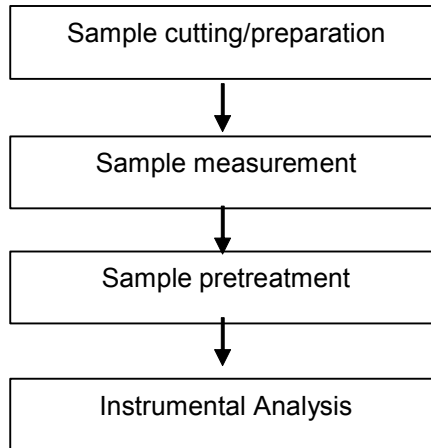 Sample cutting/preparation
Sample measurement
Sample pretreatment
Instrumental Analysis